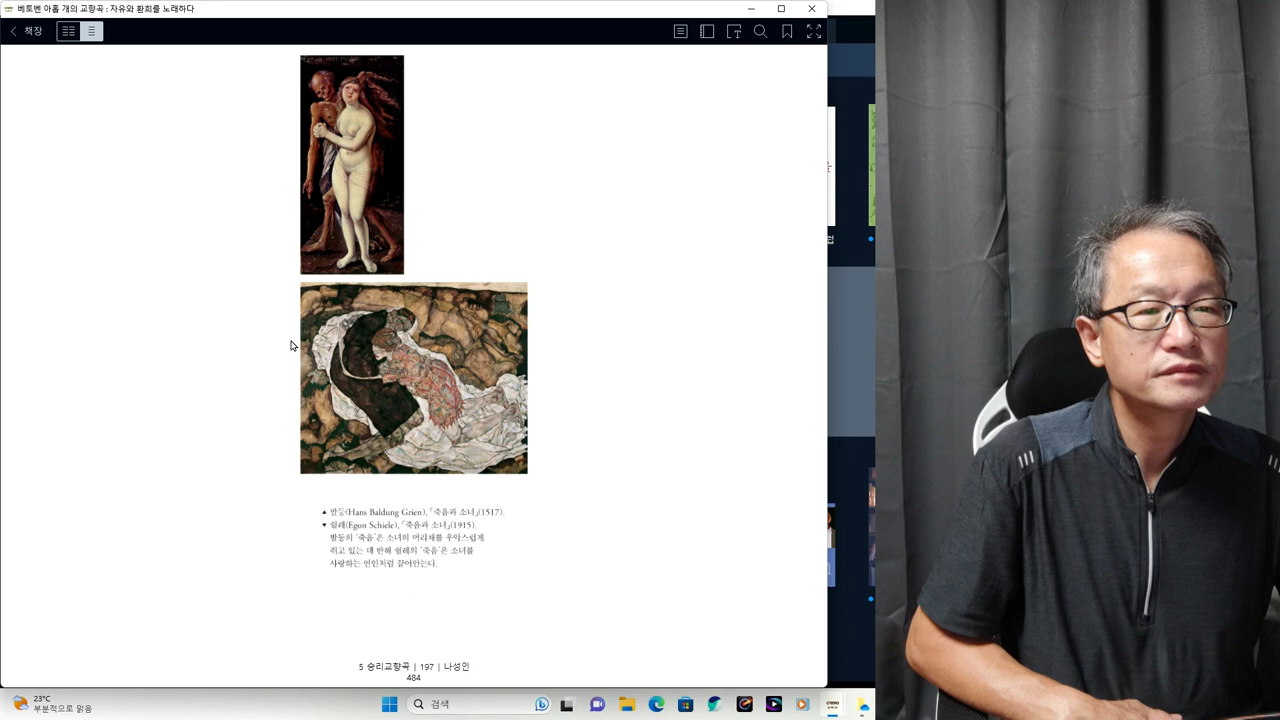 베토벤 아홉 개의 교향곡 : 자유와 환희를 노래하다
책장
▲ 발둥(Hans Baldung Grien), 「죽음과 소녀」(1517).
▼ 쉴레(Egon Schiele), 「죽음과 소녀」(1915).
발둥의 '죽음'은 소녀의 머리채를 우악스럽게
쥐고 있는 데 반해 쉴레의 '죽음'은 소녀를
사랑하는 연인처럼 끌어안는다.
5 승리교향곡 | 197 | 나성인
484
23°C
부분적으로 맑음
검색